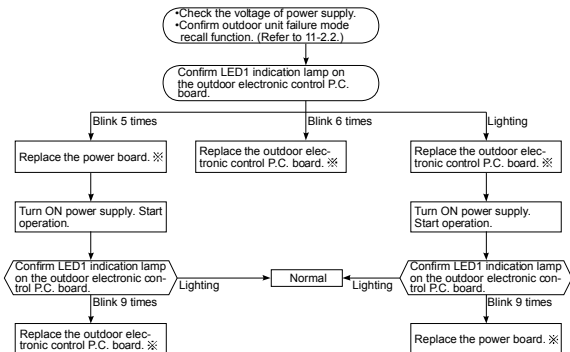 •Check the voltage of power supply.
•Confirm outdoor unit failure mode
recall function. (Refer to 11-2.2.)
Confirm LED1 indication lamp on
the outdoor electronic control P.C.
board.
Blink 5 times
Blink 6 times
Lighting
Replace the power board. ※
Replace the outdoor elec-
tronic control P.C. board. ※
Replace the outdoor elec-
tronic control P.C. board. ※
Turn ON power supply. Start
operation.
Turn ON power supply.
Start operation.
Confirm LED1 indication lamp
on the outdoor electronic con-
trol P.C. board.
Lighting
Normal
Lighting
Confirm LED1 indication lamp
on the outdoor electronic con-
trol P.C. board.
Blink 9 times
Blink 9 times
Replace the outdoor elec-
tronic control P.C. board. ※
Replace the power board. ※